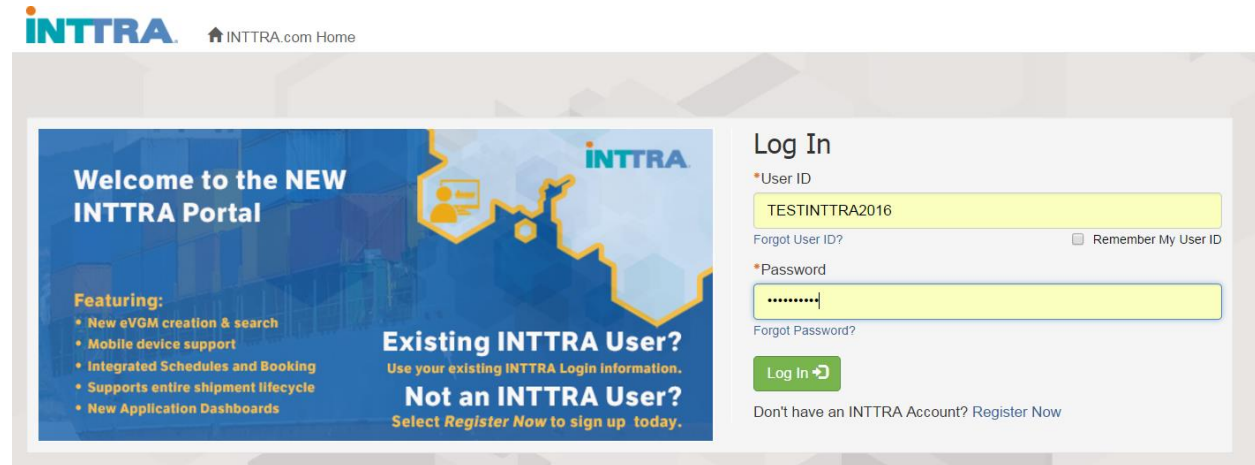 INTTRA.
INTTRA.com Home
Welcome to the NEW
INTTRA Portal
Featuring:
• New eVGM creation & search
• Mobile device support
• Integrated Schedules and Booking
• Supports entire shipment lifecycle
• New Application Dashboards
INTTRA.
Existing INTTRA User?
Use your existing INTTRA Login information.
Not an INTTRA User?
Select Register Now to sign up today.
Log In
*User ID
TESTINTTRA2016
Forgot User ID? Remember My User ID
*Password
••••••••••
Forgot Password?
Log In
Don't have an INTTRA Account? Register Now